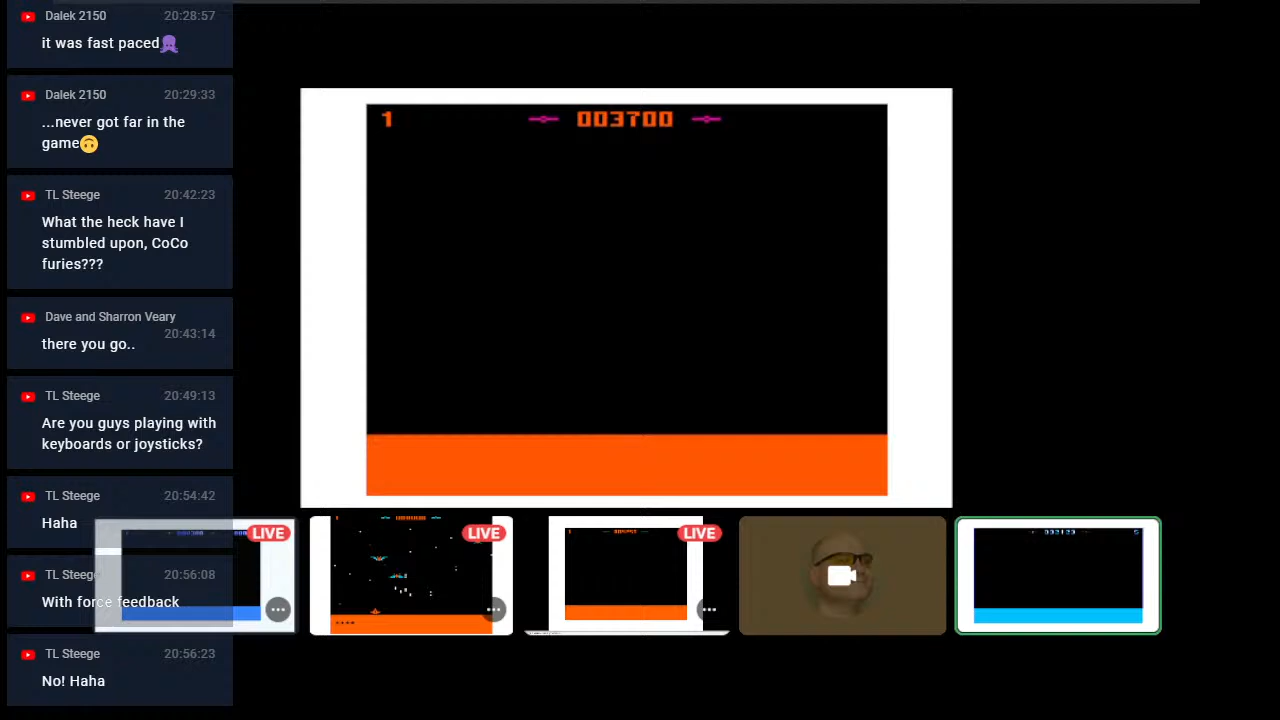 Dalek 2150 20:28:57
it was fast paced
Dalek 2150 20:29:33
...never got far in the
game
TL Steege 20:42:23
What the heck have I
stumbled upon, CoCo
furies???
Dave and Sharron Veary
20:43:14
there you go..
TL Steege 20:49:13
Are you guys playing with
keyboards or joysticks?
TL Steege 20:54:42
Haha
TL Steege 20:56:08
With force feedback
TL Steege 20:56:23
No! Haha
1 003700
LIVE
LIVE
LIVE